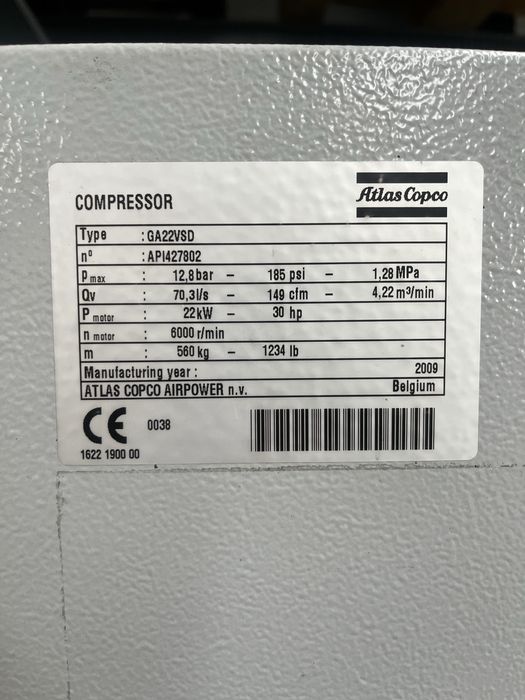 COMPRESSOR
Atlas Copco
Type : GA22VSD
n° : API427802
P max : 12,8 bar – 185 psi – 1,28 MPa
Qv : 70,3 l/s – 149 cfm – 4,22 m³/min
P motor : 22 kW – 30 hp
n motor : 6000 r/min
m : 560 kg – 1234 lb
Manufacturing year : 2009
ATLAS COPCO AIRPOWER n.v. Belgium
CE 0038
1622 1900 00